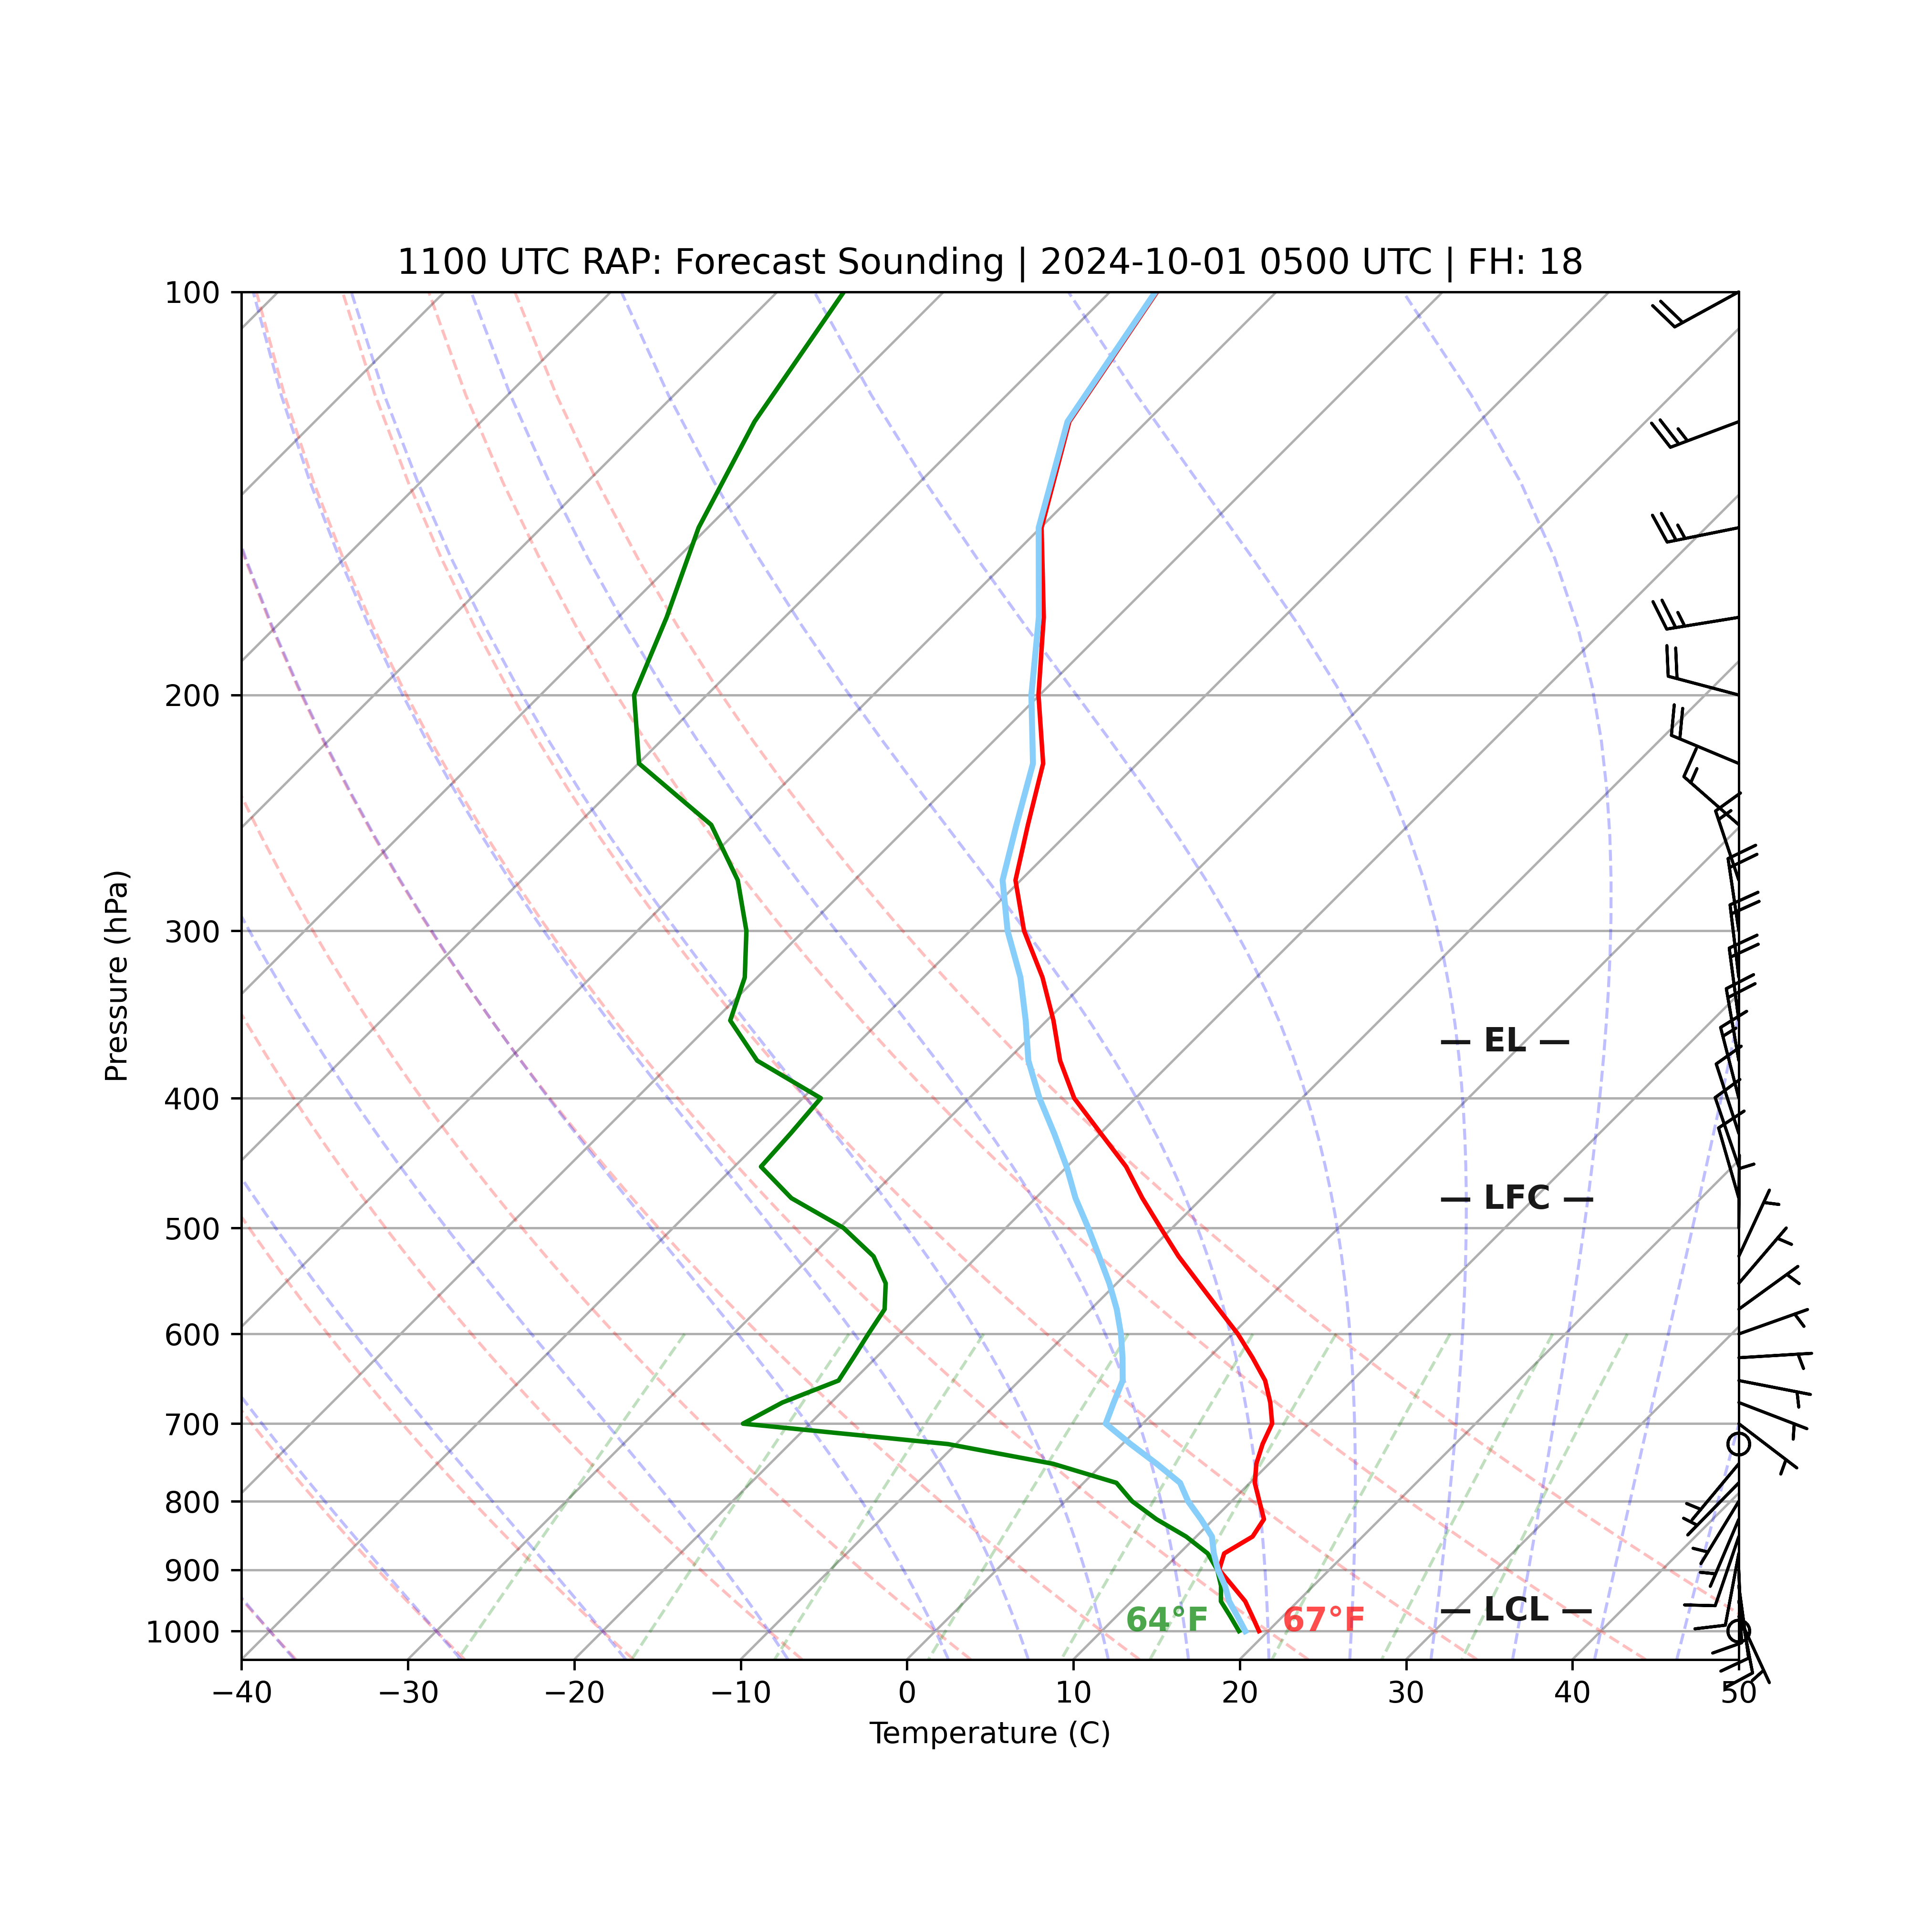 1100 UTC RAP: Forecast Sounding | 2024-10-01 0500 UTC | FH: 18
100
200
300
400
500
600
700
800
900
1000
Pressure (hPa)
— EL —
— LFC —
— LCL —
64°F 67°F
−40 −30 −20 −10 0 10 20 30 40 50
Temperature (C)